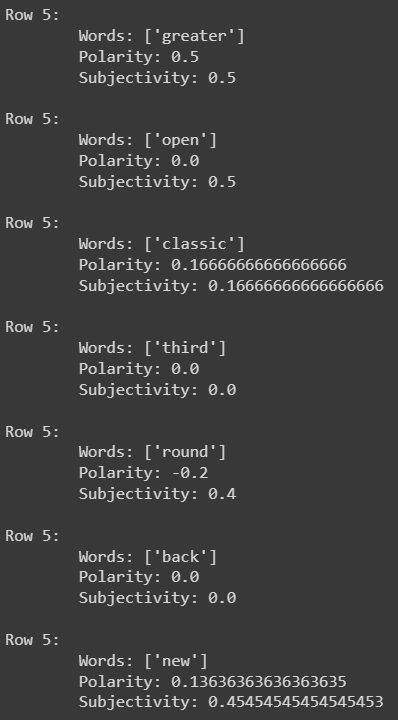 Row 5:
Words: ['greater']
Polarity: 0.5
Subjectivity: 0.5
Row 5:
Words: ['open']
Polarity: 0.0
Subjectivity: 0.5
Row 5:
Words: ['classic']
Polarity: 0.16666666666666666
Subjectivity: 0.16666666666666666
Row 5:
Words: ['third']
Polarity: 0.0
Subjectivity: 0.0
Row 5:
Words: ['round']
Polarity: -0.2
Subjectivity: 0.4
Row 5:
Words: ['back']
Polarity: 0.0
Subjectivity: 0.0
Row 5:
Words: ['new']
Polarity: 0.13636363636363635
Subjectivity: 0.45454545454545453